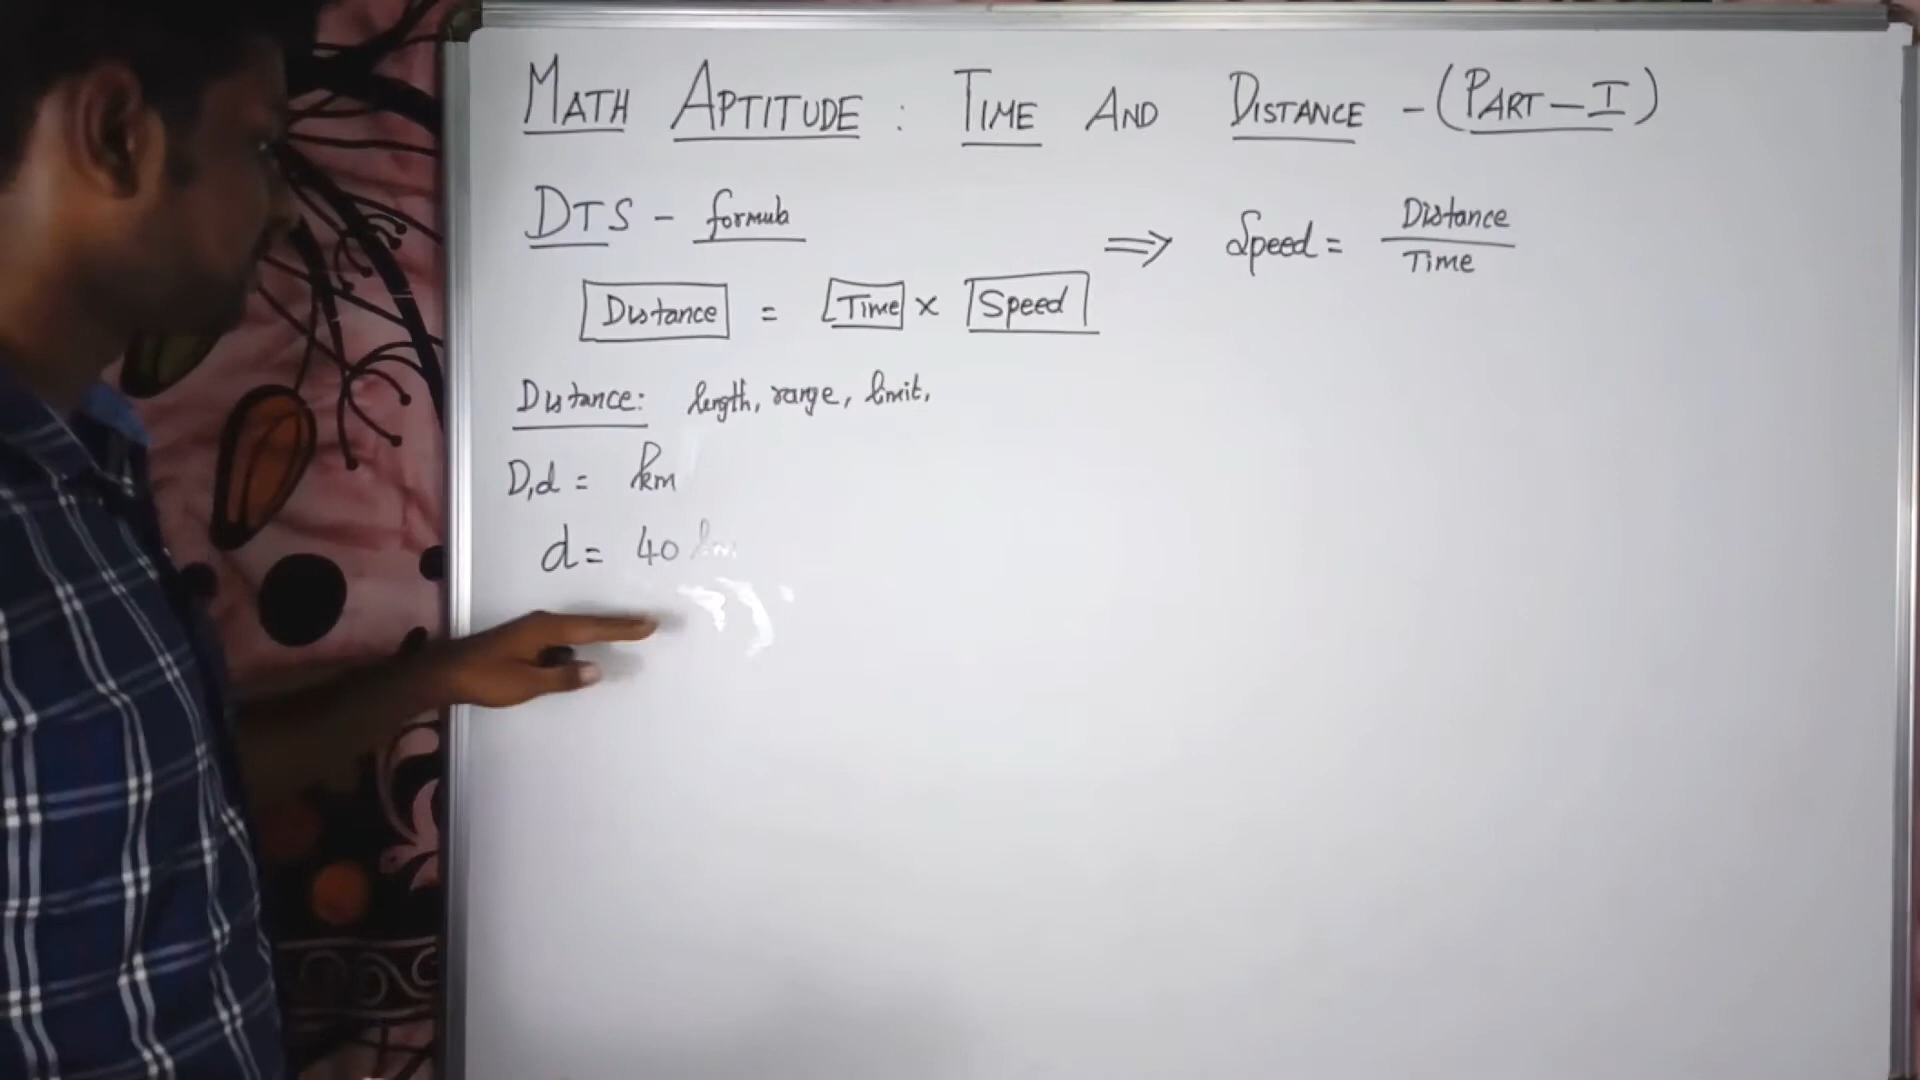 MATH APTITUDE : TIME AND DISTANCE - (PART - I)
DTS - formula
Distance = Time × Speed
⇒ Speed = Distance / Time
Distance: length, range, limit,
D,d = km
d = 40 km